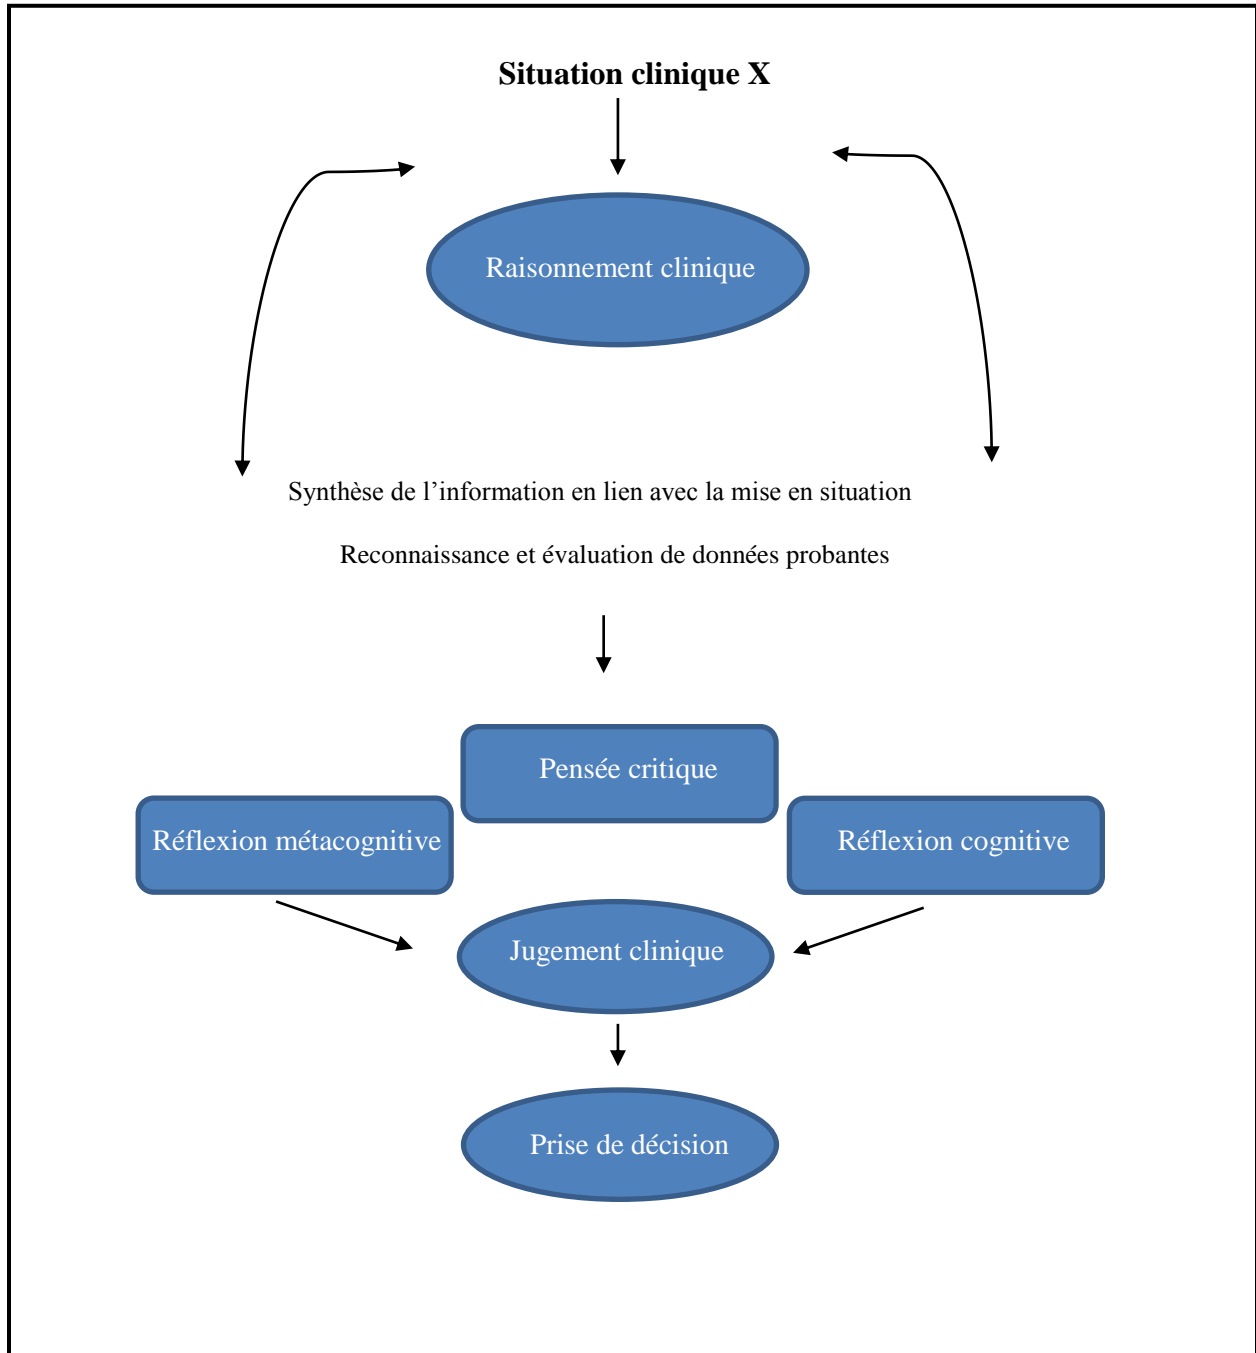 Situation clinique X
Raisonnement clinique
Synthèse de l’information en lien avec la mise en situation
Reconnaissance et évaluation de données probantes
Pensée critique
Réflexion métacognitive
Réflexion cognitive
Jugement clinique
Prise de décision